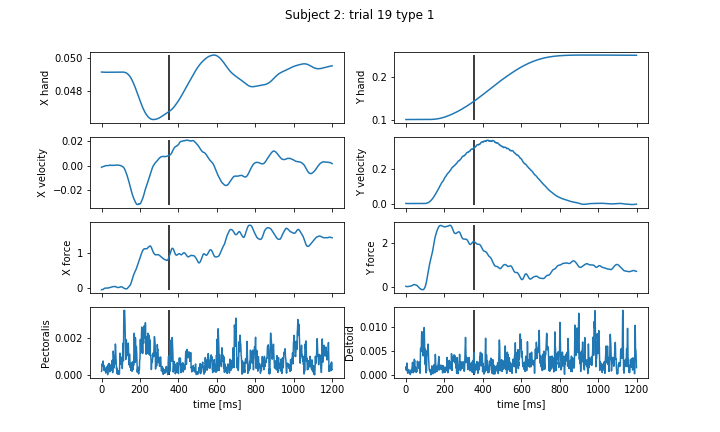 Subject 2: trial 19 type 1
X hand
0.050
0.048
Y hand
0.2
0.1
X velocity
0.02
0.00
−0.02
Y velocity
0.2
0.0
X force
1
0
Y force
2
0
Pectoralis
0.002
0.000
0 200 400 600 800 1000 1200
time [ms]
Deltoid
0.010
0.005
0.000
0 200 400 600 800 1000 1200
time [ms]